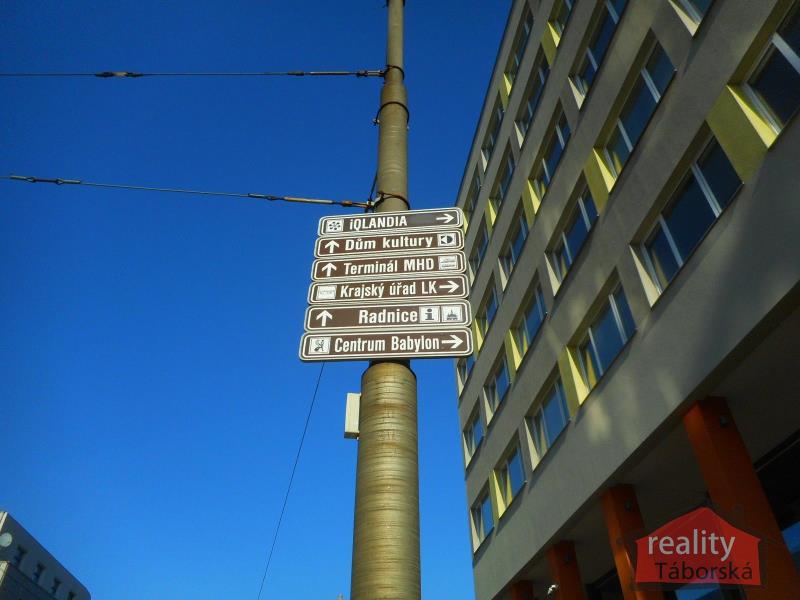 iQLANDIA
Dům kultury
Terminál MHD
Krajský úřad LK
Radnice
Centrum Babylon
reality
Táborská